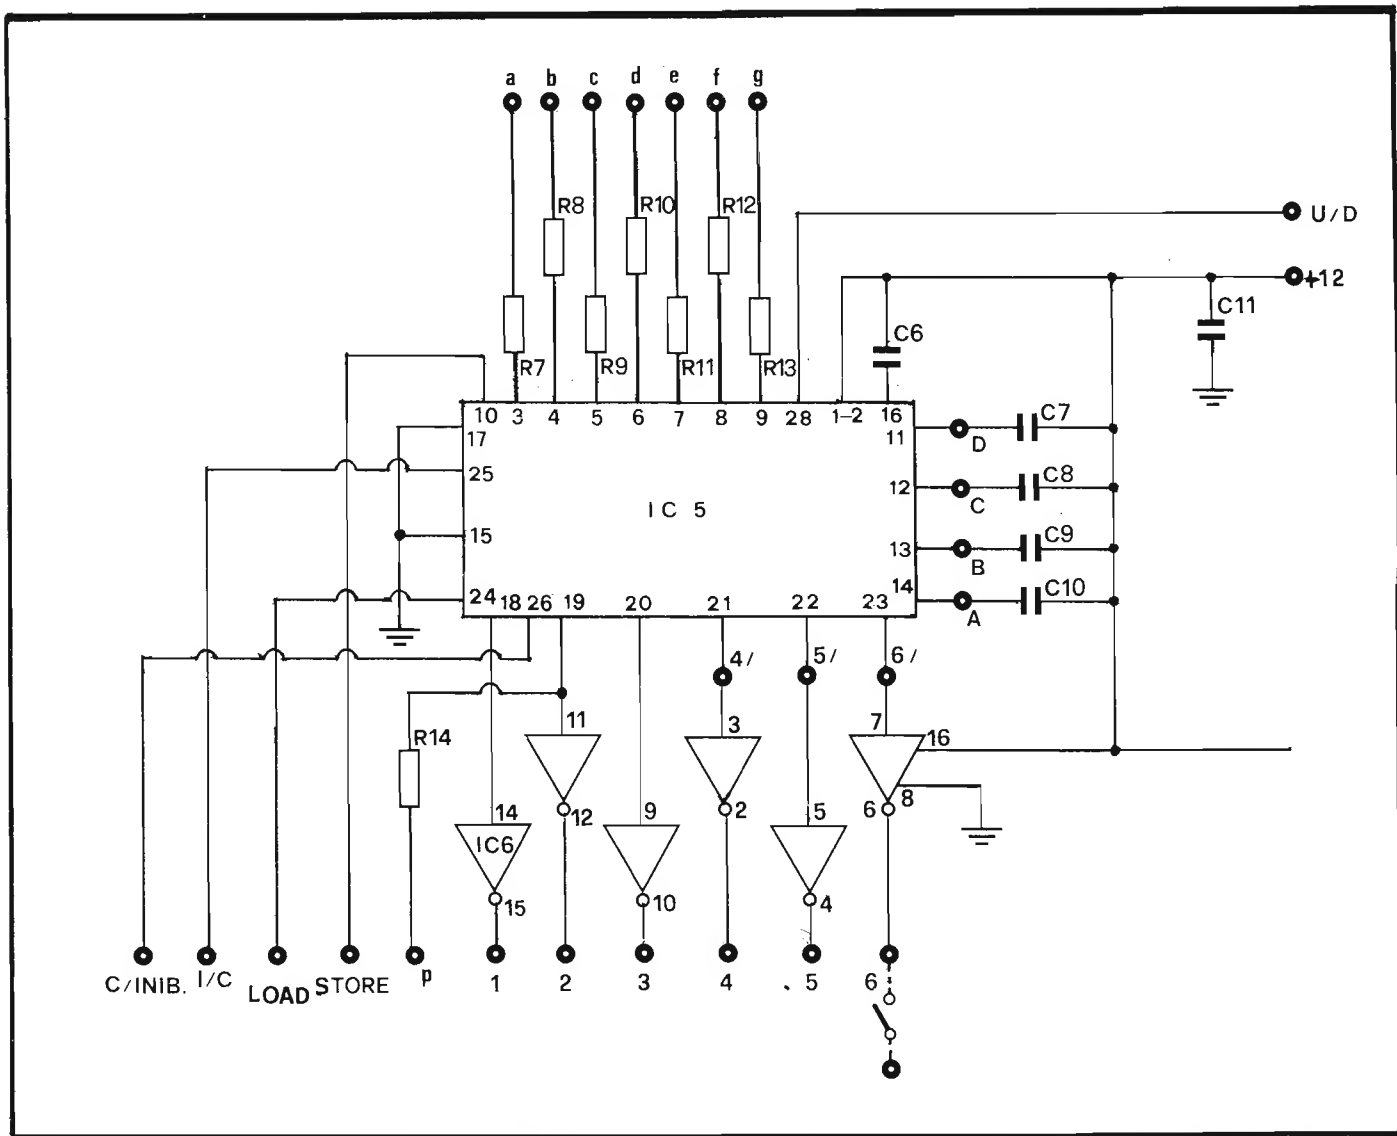 a b c d e f g
R8 R10 R12
U/D
+12
C11
C6
R7 R9 R11 R13
10 3 4 5 6 7 8 9 28 1-2 16
C7
17 11
D
25
C8
12
C
IC 5
15
C9
13
B
14
C10
24 18 26 19 20 21 22 23
A
4/ 5/ 6/
11 3 7 16
R14
8
12 2 6
14 9 5
IC6
15 10 4
C/INIB. I/C LOAD STORE p 1 2 3 4 5 6